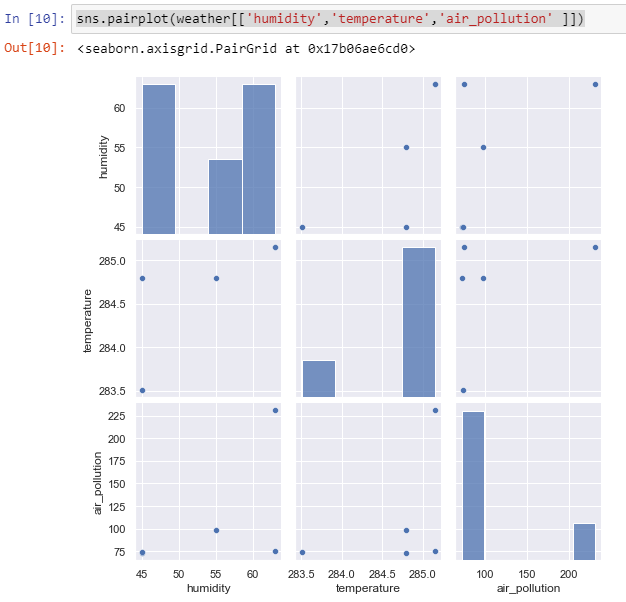 In [10]: sns.pairplot(weather[['humidity','temperature','air_pollution' ]])
Out[10]: <seaborn.axisgrid.PairGrid at 0x17b06ae6cd0>
60
55
50
45
humidity
285.0
284.5
284.0
283.5
temperature
225
200
175
150
125
100
75
air_pollution
45 50 55 60
humidity
283.5 284.0 284.5 285.0
temperature
100 200
air_pollution